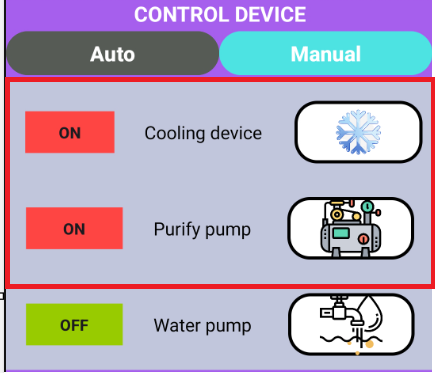 CONTROL DEVICE
Auto Manual
ON Cooling device
ON Purify pump
OFF Water pump